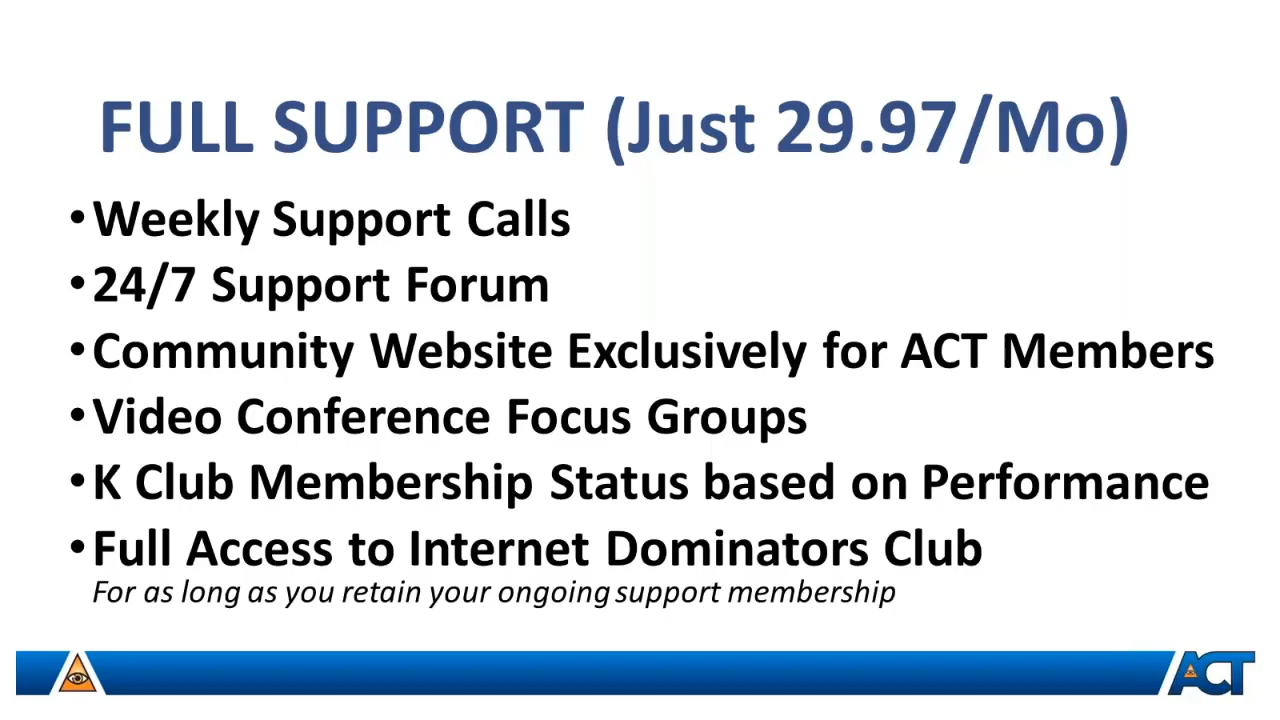 FULL SUPPORT (Just 29.97/Mo)
•Weekly Support Calls
•24/7 Support Forum
•Community Website Exclusively for ACT Members
•Video Conference Focus Groups
•K Club Membership Status based on Performance
•Full Access to Internet Dominators Club
For as long as you retain your ongoing support membership
ACT